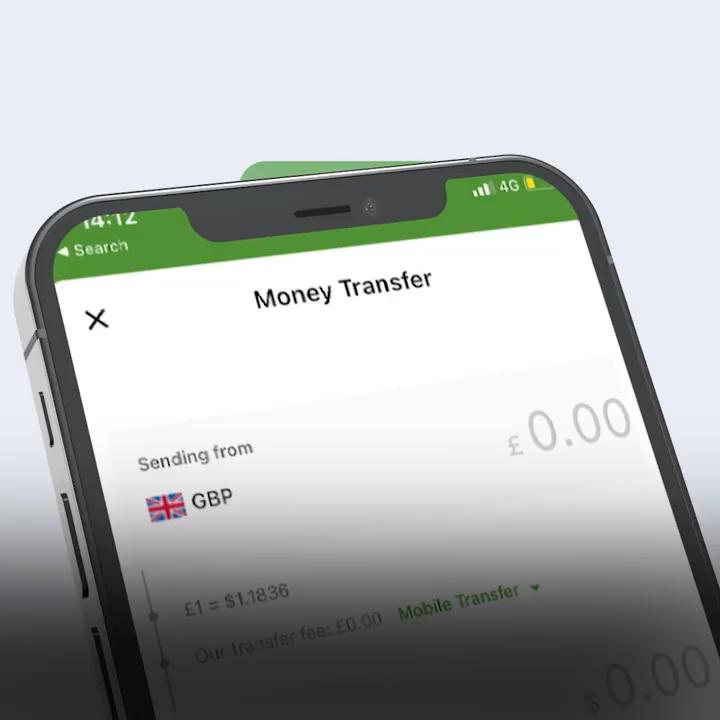 14:12
4G
◀ Search
Money Transfer
Sending from
£ 0.00
GBP
£1 = $1.1836
Our transfer fee: £0.00 Mobile Transfer
$ 0.00